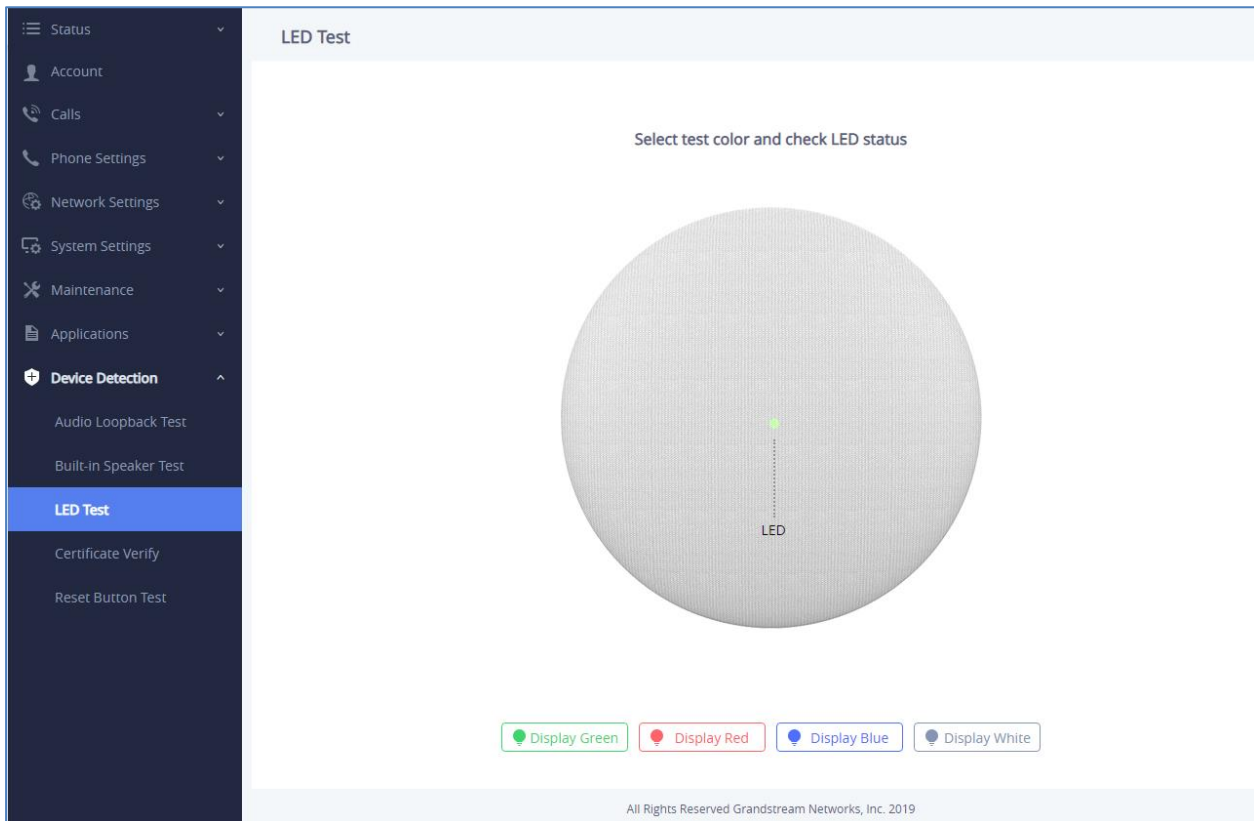 Status
Account
Calls
Phone Settings
Network Settings
System Settings
Maintenance
Applications
Device Detection
Audio Loopback Test
Built-in Speaker Test
LED Test
Certificate Verify
Reset Button Test
LED Test
Select test color and check LED status
LED
Display Green
Display Red
Display Blue
Display White
All Rights Reserved Grandstream Networks, Inc. 2019